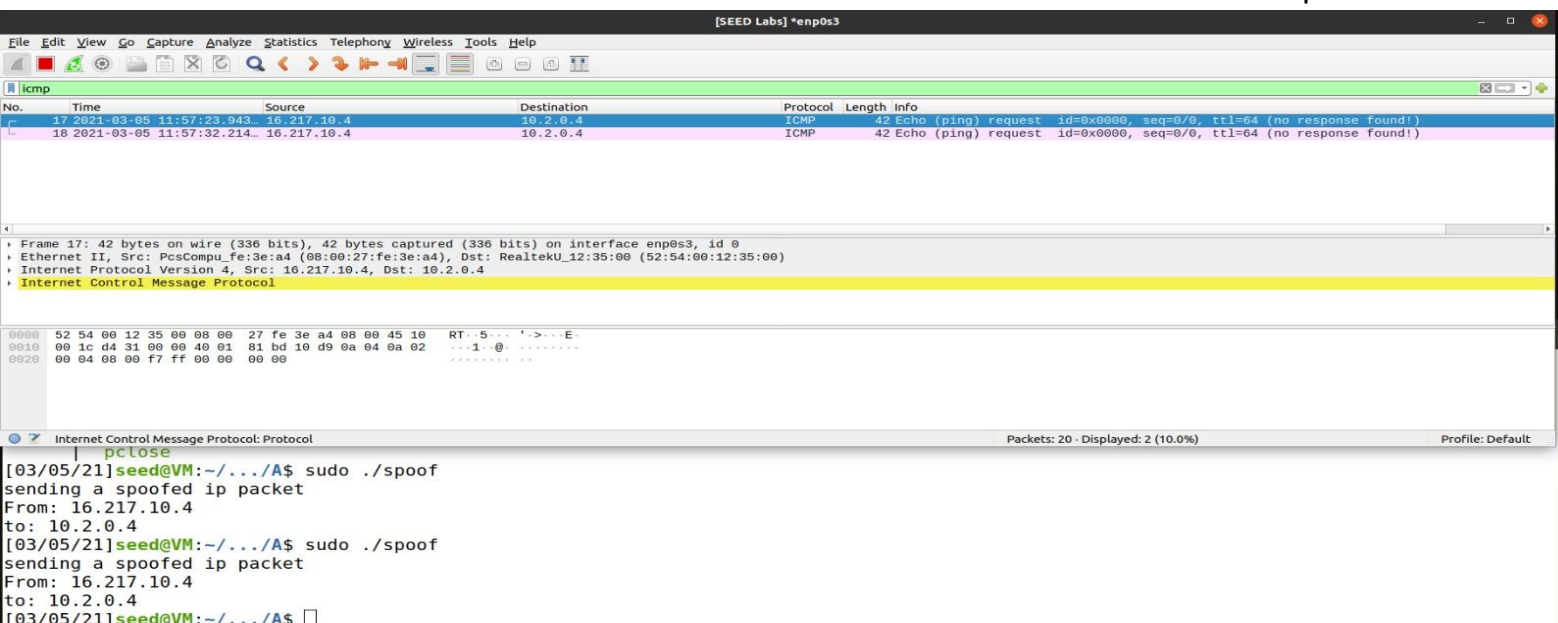 [SEED Labs] *enp0s3
File Edit View Go Capture Analyze Statistics Telephony Wireless Tools Help
icmp
No. Time Source Destination Protocol Length Info
17 2021-03-05 11:57:23.943… 16.217.10.4 10.2.0.4 ICMP 42 Echo (ping) request id=0x0000, seq=0/0, ttl=64 (no response found!)
18 2021-03-05 11:57:32.214… 16.217.10.4 10.2.0.4 ICMP 42 Echo (ping) request id=0x0000, seq=0/0, ttl=64 (no response found!)
Frame 17: 42 bytes on wire (336 bits), 42 bytes captured (336 bits) on interface enp0s3, id 0
Ethernet II, Src: PcsCompu_fe:3e:a4 (08:00:27:fe:3e:a4), Dst: RealtekU_12:35:00 (52:54:00:12:35:00)
Internet Protocol Version 4, Src: 16.217.10.4, Dst: 10.2.0.4
Internet Control Message Protocol
0000 52 54 00 12 35 00 08 00 27 fe 3e a4 08 00 45 10 RT··5··· '·>···E·
0010 00 1c d4 31 00 00 40 01 81 bd 10 d9 0a 04 0a 02 ···1··@· ········
0020 00 04 08 00 f7 ff 00 00 00 00 ········ ··
Internet Control Message Protocol: Protocol Packets: 20 · Displayed: 2 (10.0%) Profile: Default
| pclose
[03/05/21]seed@VM:~/.../A$ sudo ./spoof
sending a spoofed ip packet
From: 16.217.10.4
to: 10.2.0.4
[03/05/21]seed@VM:~/.../A$ sudo ./spoof
sending a spoofed ip packet
From: 16.217.10.4
to: 10.2.0.4
[03/05/21]seed@VM:~/.../A$